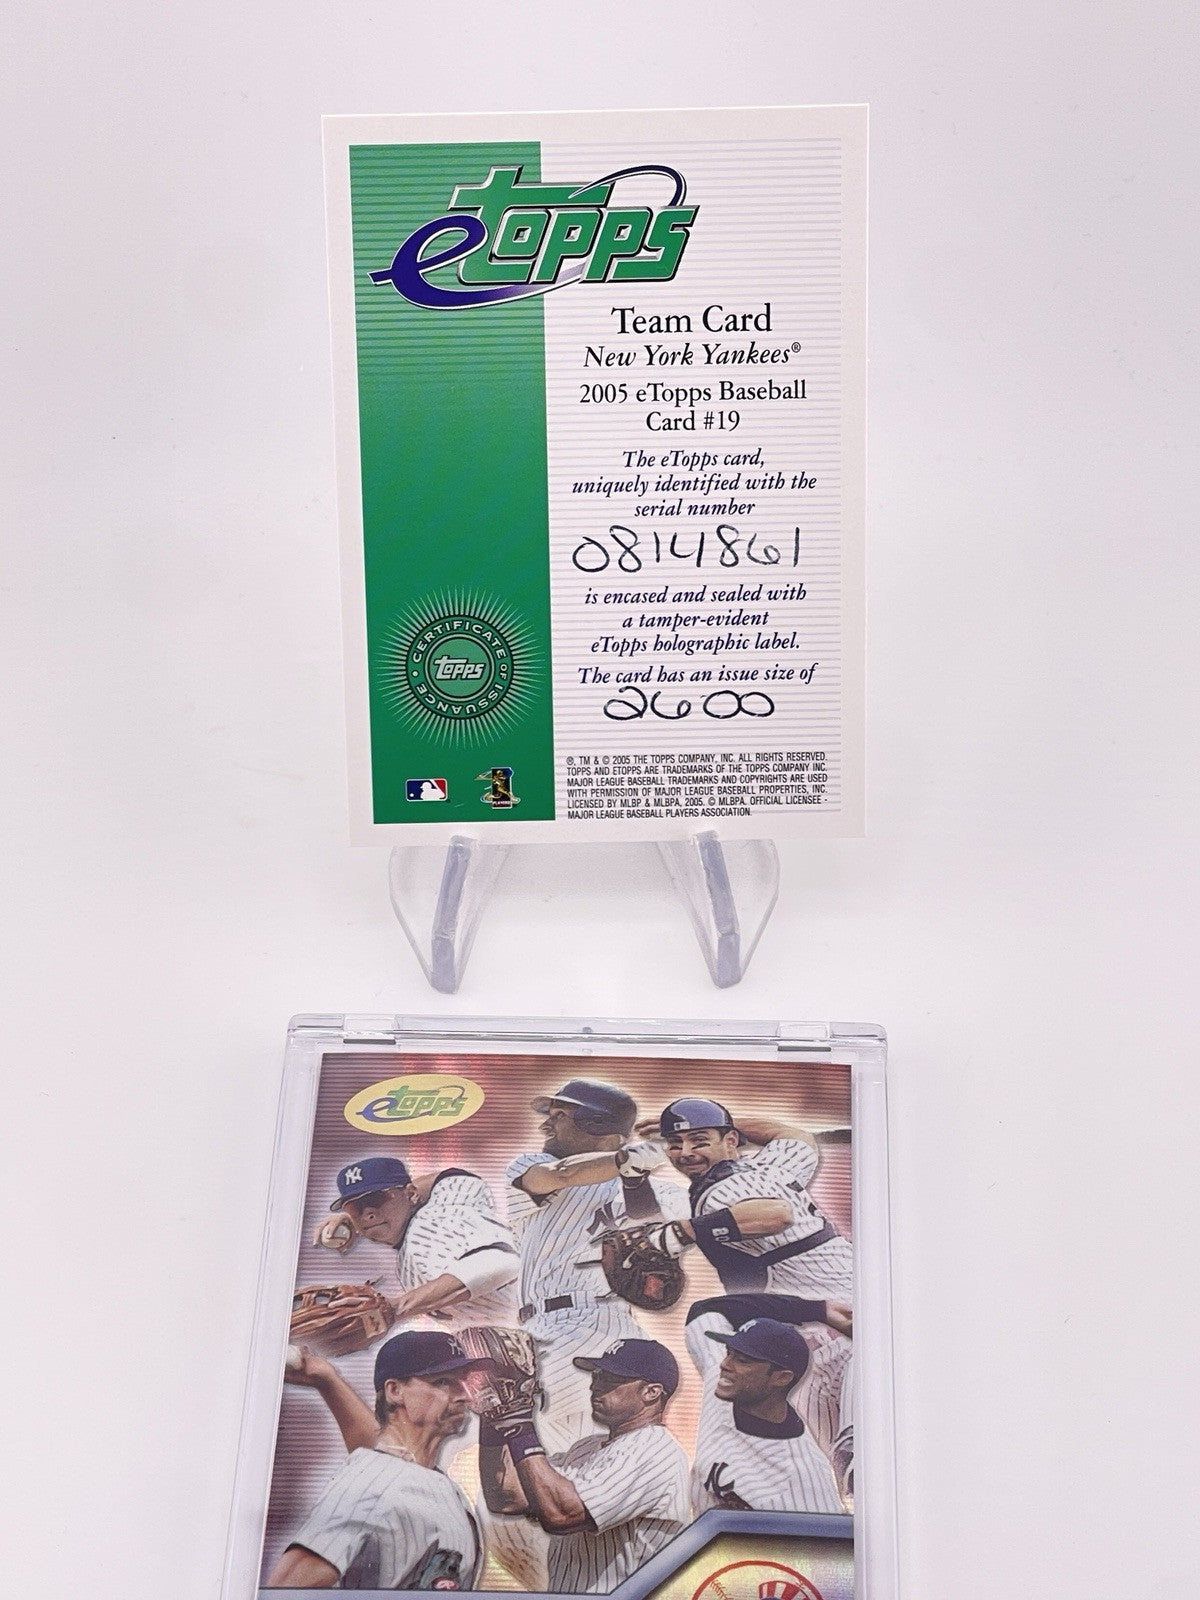 eTopps
Team Card
New York Yankees®
2005 eTopps Baseball
Card #19
The eTopps card,
uniquely identified with the
serial number
0814861
is encased and sealed with
a tamper-evident
eTopps holographic label.
The card has an issue size of
2600
CERTIFICATE OF ISSUANCE
Topps
PLAYERS
®, TM & © 2005 THE TOPPS COMPANY, INC. ALL RIGHTS RESERVED.
TOPPS AND ETOPPS ARE TRADEMARKS OF THE TOPPS COMPANY INC.
MAJOR LEAGUE BASEBALL TRADEMARKS AND COPYRIGHTS ARE USED
WITH PERMISSION OF MAJOR LEAGUE BASEBALL PROPERTIES, INC.
LICENSED BY MLBP & MLBPA, 2005. © MLBPA. OFFICIAL LICENSEE -
MAJOR LEAGUE BASEBALL PLAYERS ASSOCIATION.
eTopps
NY
20
NY